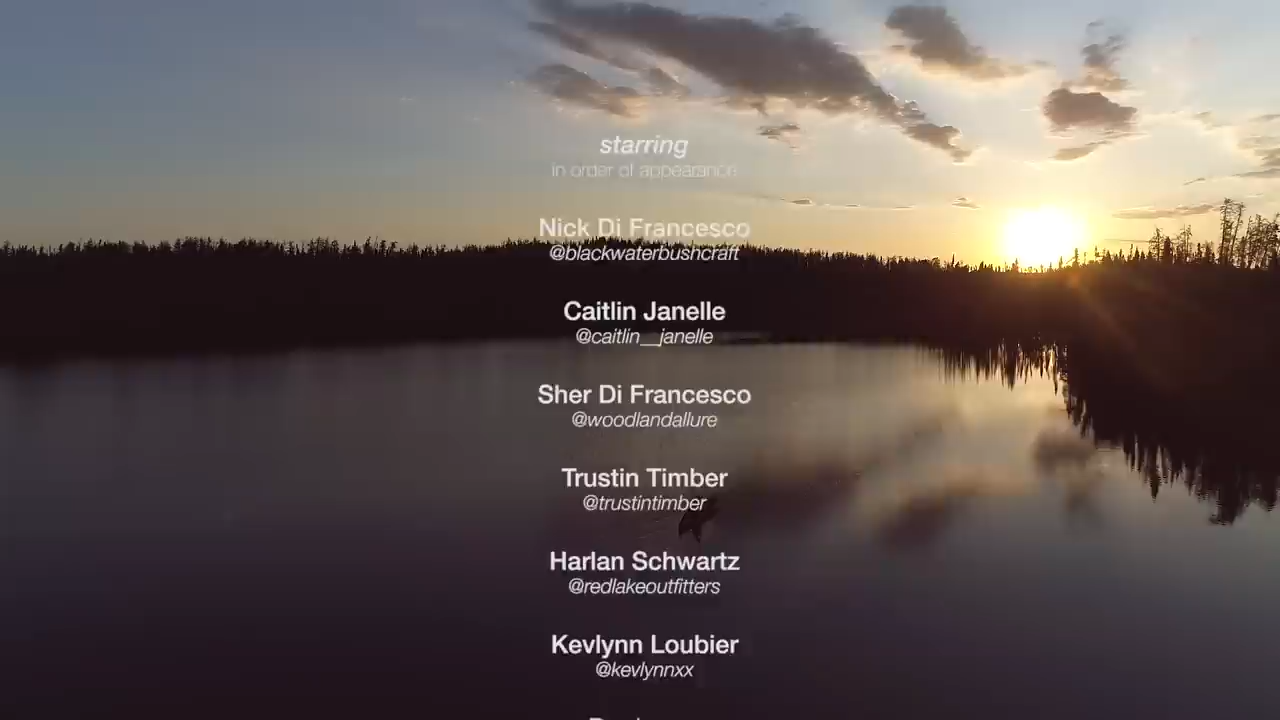 starring
in order of appearance
Nick Di Francesco
@blackwaterbushcraft
Caitlin Janelle
@caitlin__janelle
Sher Di Francesco
@woodlandallure
Trustin Timber
@trustintimber
Harlan Schwartz
@redlakeoutfitters
Kevlynn Loubier
@kevlynnxx